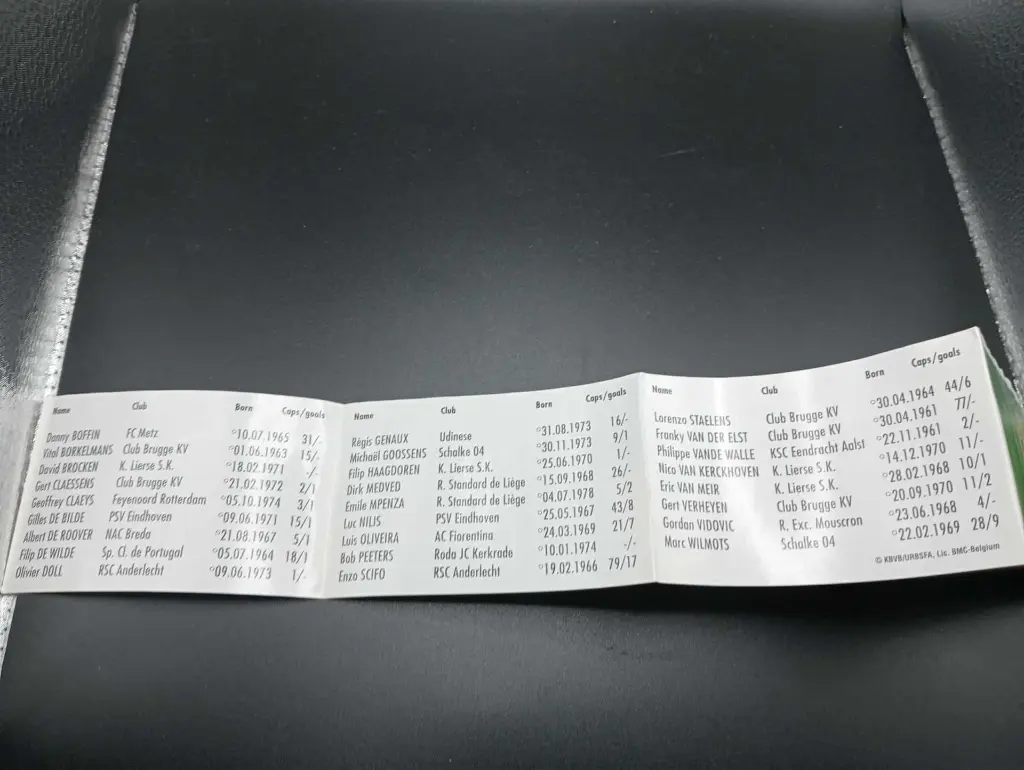 Name Club Born Caps/goals
Danny BOFFIN FC Metz °10.07.1965 31/-
Vital BORKELMANS Club Brugge KV °01.06.1963 15/-
David BROCKEN K. Lierse S.K. °18.02.1971 -/-
Gert CLAESSENS Club Brugge KV °21.02.1972 2/1
Geoffrey CLAEYS Feyenoord Rotterdam °05.10.1974 3/1
Gilles DE BILDE PSV Eindhoven °09.06.1971 15/1
Albert DE ROOVER NAC Breda °21.08.1967 5/1
Filip DE WILDE Sp. Cl. de Portugal °05.07.1964 18/1
Olivier DOLL RSC Anderlecht °09.06.1973 1/-
Name Club Born Caps/goals
Régis GENAUX Udinese °31.08.1973 16/-
Michaël GOOSSENS Schalke 04 °30.11.1973 9/1
Filip HAAGDOREN K. Lierse S.K. °25.06.1970 1/-
Dirk MEDVED R. Standard de Liège °15.09.1968 26/-
Emile MPENZA R. Standard de Liège °04.07.1978 5/2
Luc NILIS PSV Eindhoven °25.05.1967 43/8
Luis OLIVEIRA AC Fiorentina °24.03.1969 21/7
Bob PEETERS Roda JC Kerkrade °10.01.1974 -/-
Enzo SCIFO RSC Anderlecht °19.02.1966 79/17
Name Club Born Caps/goals
Lorenzo STAELENS Club Brugge KV °30.04.1964 44/6
Franky VAN DER ELST Club Brugge KV °30.04.1961 77/-
Philippe VANDE WALLE KSC Eendracht Aalst °22.11.1961 2/-
Nico VAN KERCKHOVEN K. Lierse S.K. °14.12.1970 11/-
Eric VAN MEIR K. Lierse S.K. °28.02.1968 10/1
Gert VERHEYEN Club Brugge KV °20.09.1970 11/2
Gordan VIDOVIC R. Exc. Mouscron °23.06.1968 4/-
Marc WILMOTS Schalke 04 °22.02.1969 28/9
© KBVB/URBSFA, Lic. BMC-Belgium